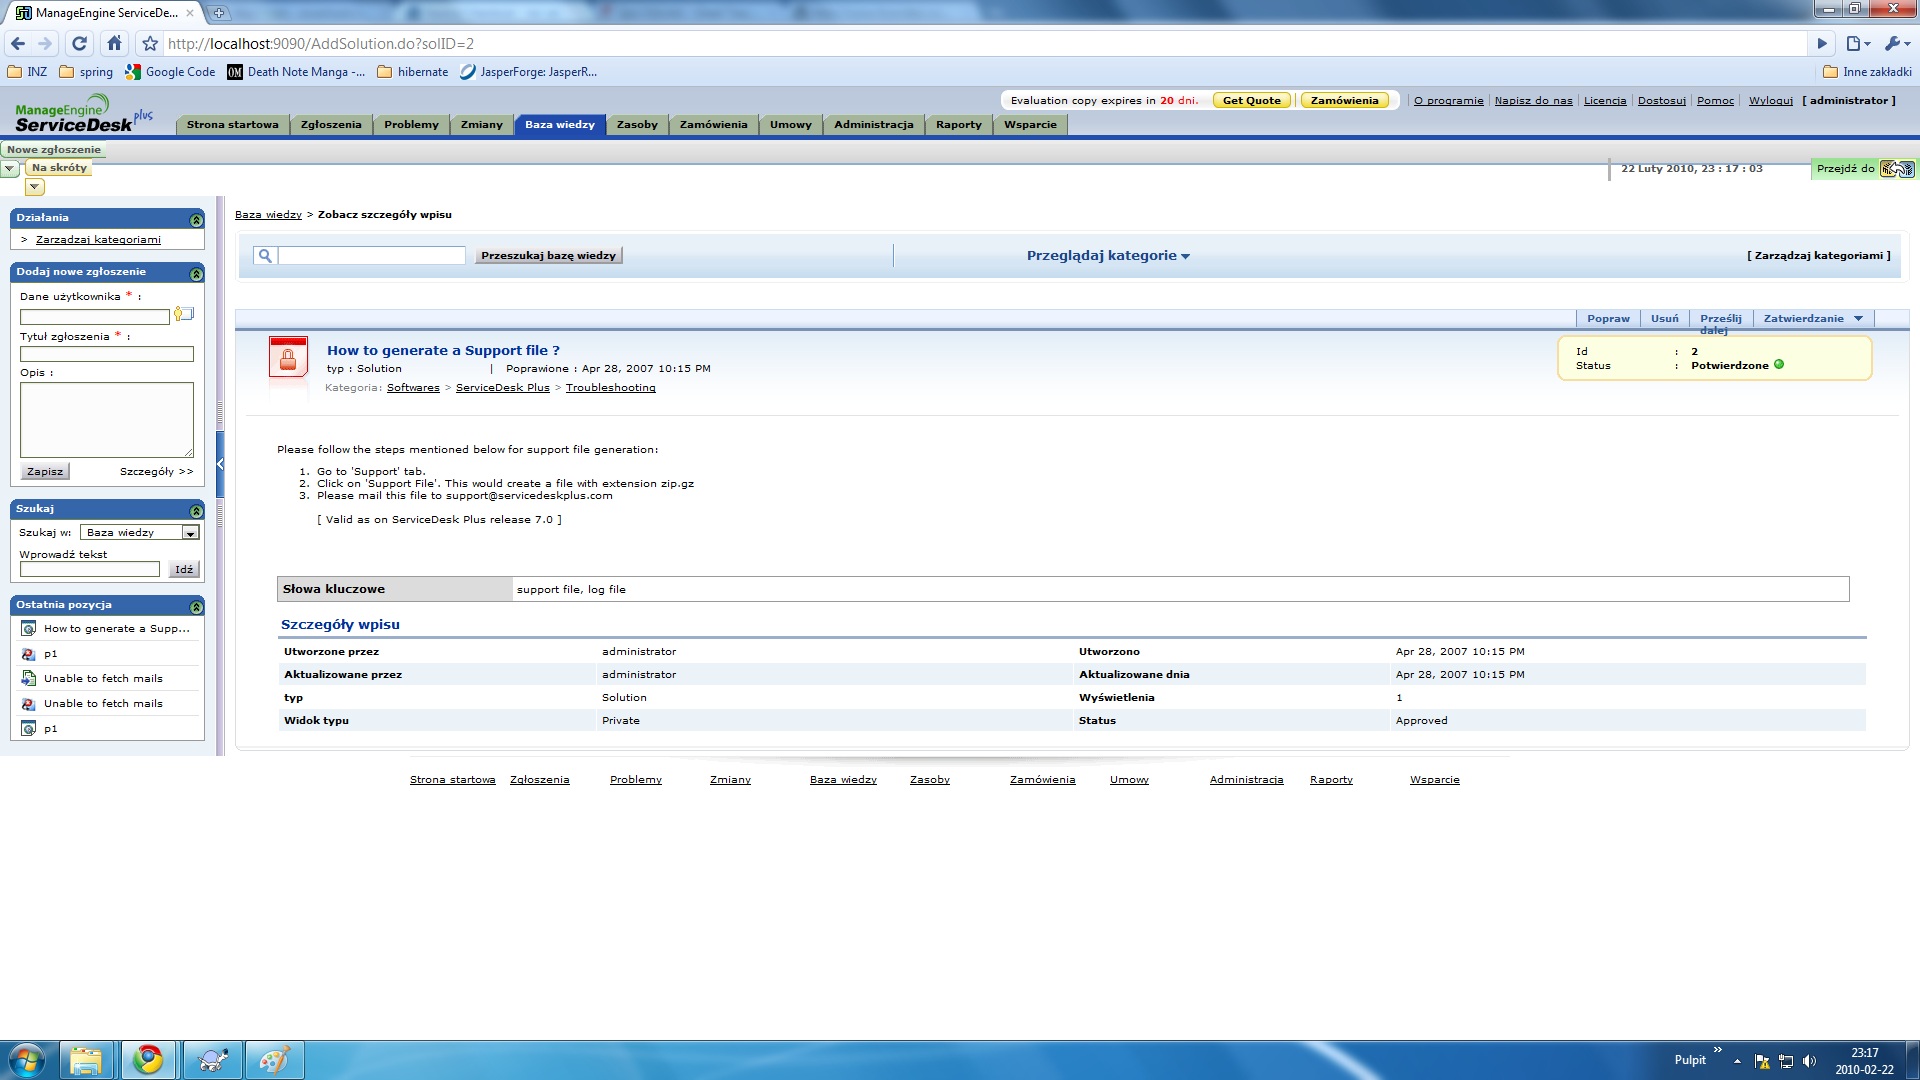 ManageEngine ServiceDe...
http://localhost:9090/AddSolution.do?solID=2
INZ spring Google Code Death Note Manga -... hibernate JasperForge: JasperR... Inne zakładki
ManageEngine ServiceDesk plus
Evaluation copy expires in 20 dni. Get Quote Zamówienia O programie Napisz do nas Licencja Dostosuj Pomoc Wyloguj [ administrator ]
Strona startowa Zgłoszenia Problemy Zmiany Baza wiedzy Zasoby Zamówienia Umowy Administracja Raporty Wsparcie
Nowe zgłoszenie
Na skróty
22 Luty 2010, 23 : 17 : 03 Przejdź do
Działania
> Zarządzaj kategoriami
Dodaj nowe zgłoszenie
Dane użytkownika * :
Tytuł zgłoszenia * :
Opis :
Zapisz Szczegóły >>
Szukaj
Szukaj w: Baza wiedzy
Wprowadź tekst
Idź
Ostatnia pozycja
How to generate a Supp...
p1
Unable to fetch mails
Unable to fetch mails
p1
Baza wiedzy > Zobacz szczegóły wpisu
Przeszukaj bazę wiedzy Przeglądaj kategorie [ Zarządzaj kategoriami ]
Popraw Usuń Prześlij dalej Zatwierdzanie
How to generate a Support file ?
typ : Solution | Poprawione : Apr 28, 2007 10:15 PM
Kategoria: Softwares > ServiceDesk Plus > Troubleshooting
Id : 2
Status : Potwierdzone
Please follow the steps mentioned below for support file generation:
1. Go to 'Support' tab.
2. Click on 'Support File'. This would create a file with extension zip.gz
3. Please mail this file to support@servicedeskplus.com
[ Valid as on ServiceDesk Plus release 7.0 ]
Słowa kluczowe support file, log file
Szczegóły wpisu
Utworzone przez administrator Utworzono Apr 28, 2007 10:15 PM
Aktualizowane przez administrator Aktualizowane dnia Apr 28, 2007 10:15 PM
typ Solution Wyświetlenia 1
Widok typu Private Status Approved
Strona startowa Zgłoszenia Problemy Zmiany Baza wiedzy Zasoby Zamówienia Umowy Administracja Raporty Wsparcie
Pulpit » 23:17
2010-02-22